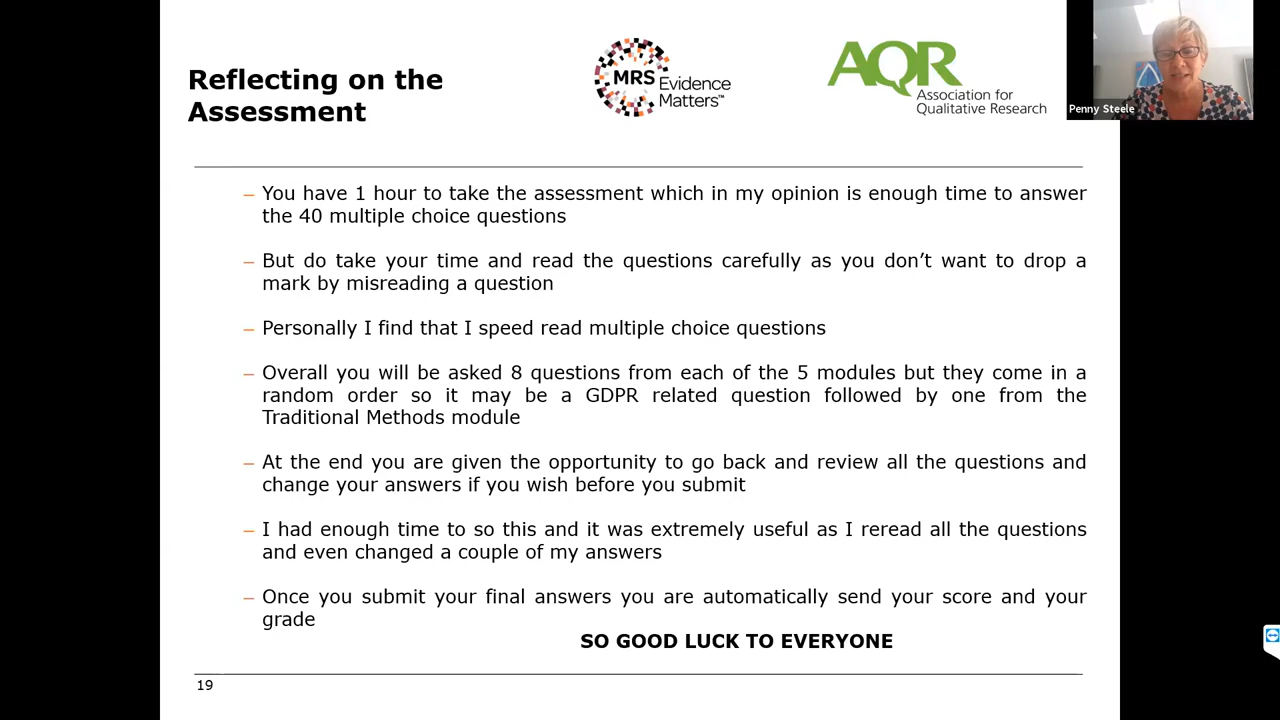 Reflecting on the
Assessment
MRS Evidence
Matters™
AQR
Association for
Qualitative Research
Penny Steele
– You have 1 hour to take the assessment which in my opinion is enough time to answer
the 40 multiple choice questions
– But do take your time and read the questions carefully as you don’t want to drop a
mark by misreading a question
– Personally I find that I speed read multiple choice questions
– Overall you will be asked 8 questions from each of the 5 modules but they come in a
random order so it may be a GDPR related question followed by one from the
Traditional Methods module
– At the end you are given the opportunity to go back and review all the questions and
change your answers if you wish before you submit
– I had enough time to so this and it was extremely useful as I reread all the questions
and even changed a couple of my answers
– Once you submit your final answers you are automatically send your score and your
grade
SO GOOD LUCK TO EVERYONE
19